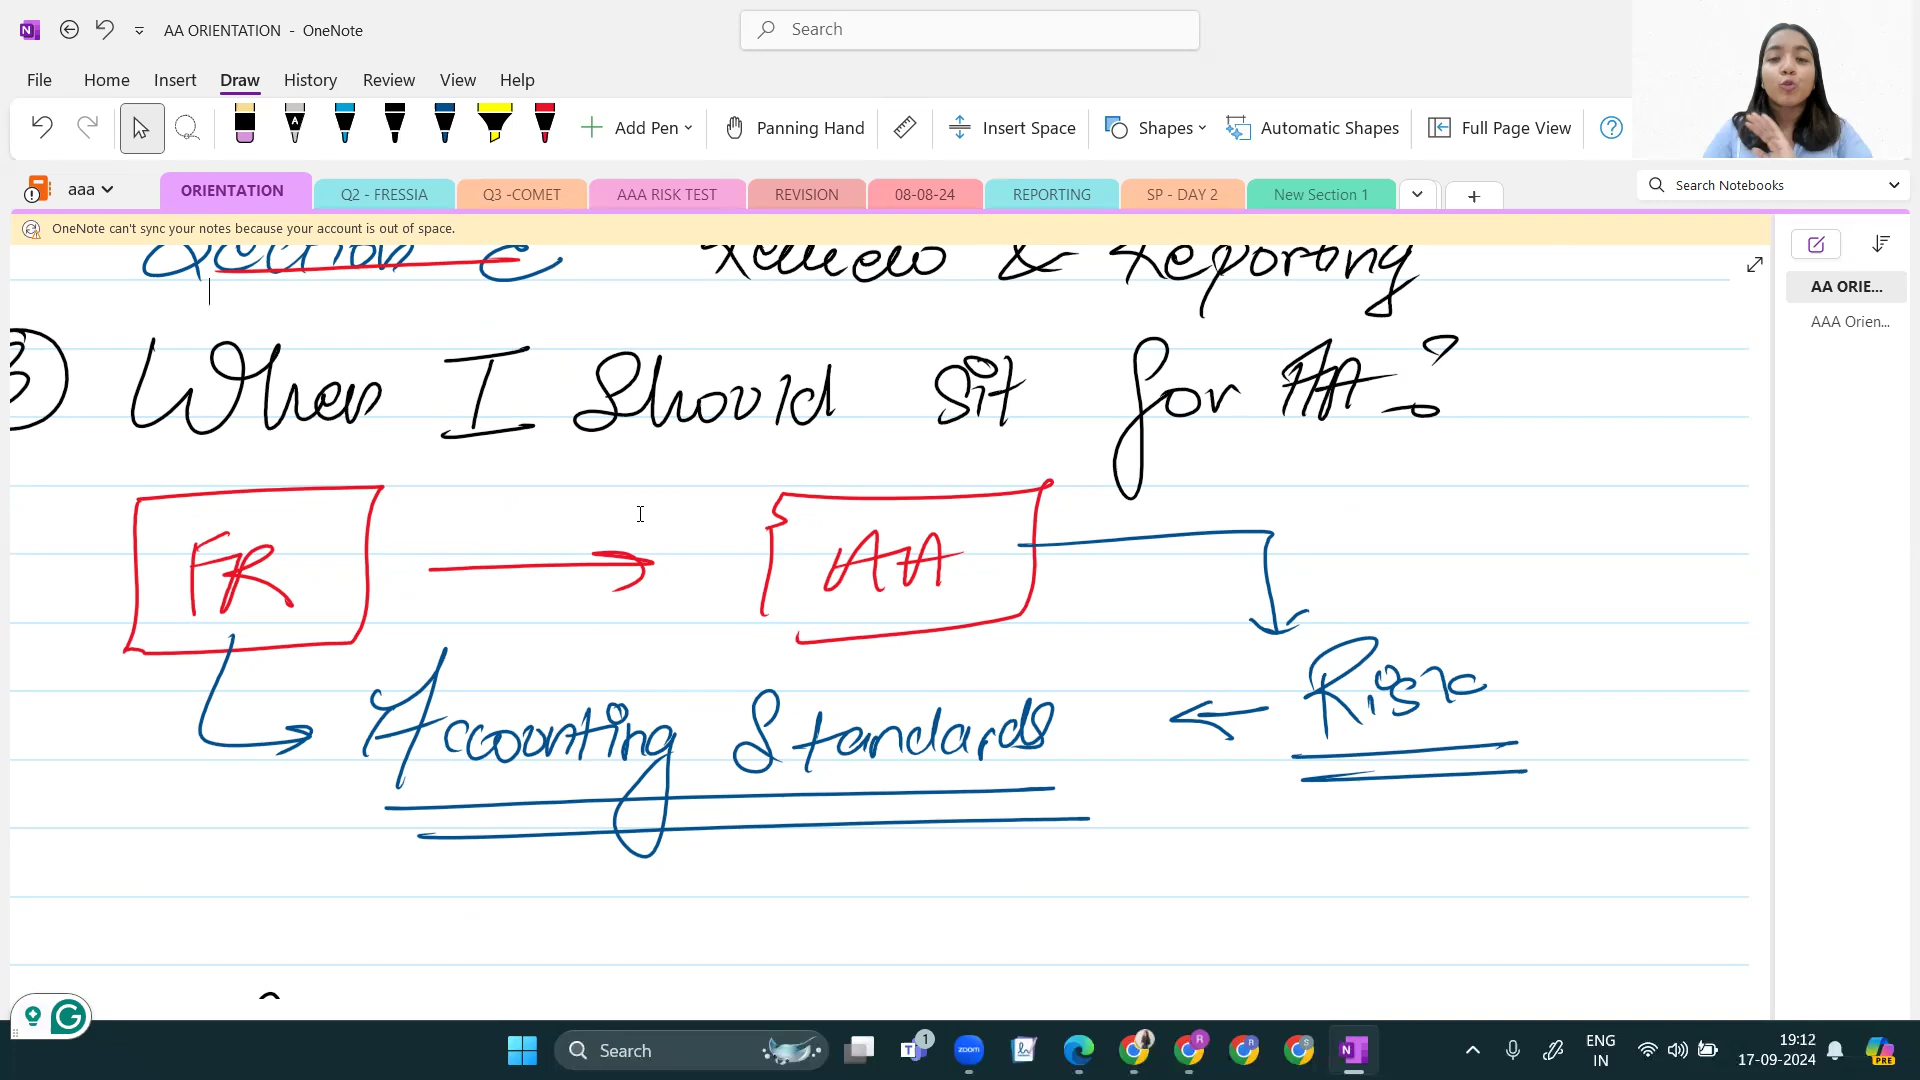 AA ORIENTATION - OneNote
Search
File Home Insert Draw History Review View Help
Add Pen Panning Hand Insert Space Shapes Automatic Shapes Full Page View
aaa ORIENTATION Q2 - FRESSIA Q3 -COMET AAA RISK TEST REVISION 08-08-24 REPORTING SP - DAY 2 New Section 1 Search Notebooks
OneNote can't sync your notes because your account is out of space.
Section E Review & Reporting
AA ORIE...
AAA Orien...
3 When I Should sit for AA ?
FR AA
Accounting Standards Risk
Search
1
zoom
ENG
IN
19:12
17-09-2024
PRE